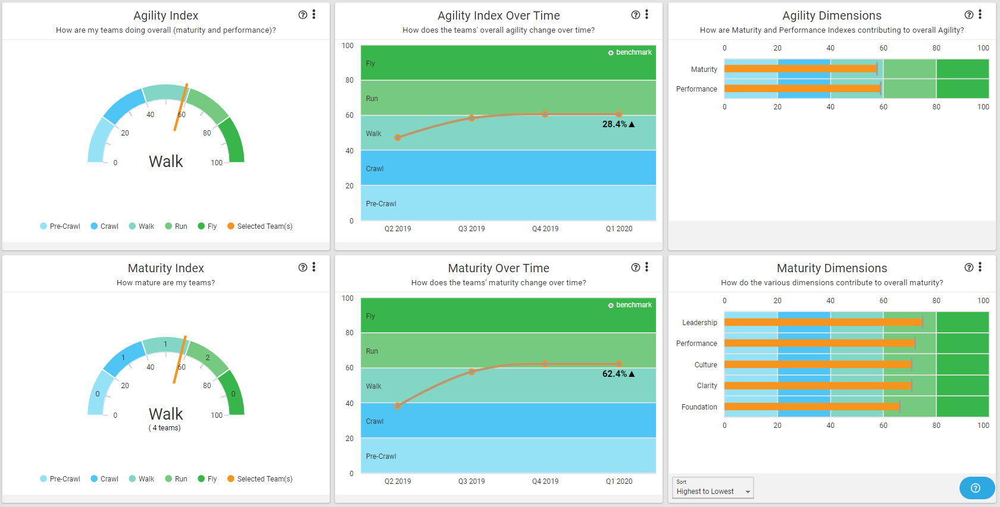 Agility Index
How are my teams doing overall (maturity and performance)?
0
20
40
60
80
100
Walk
Pre-Crawl
Crawl
Walk
Run
Fly
Selected Team(s)
Agility Index Over Time
How does the teams' overall agility change over time?
100
80
60
40
20
0
benchmark
Fly
Run
Walk
Crawl
Pre-Crawl
28.4%▲
Q2 2019
Q3 2019
Q4 2019
Q1 2020
Agility Dimensions
How are Maturity and Performance Indexes contributing to overall Agility?
0 20 40 60 80 100
Maturity
Performance
0 20 40 60 80 100
Maturity Index
How mature are my teams?
0
1
1
2
0
0
20
40
60
80
100
Walk
( 4 teams)
Pre-Crawl
Crawl
Walk
Run
Fly
Selected Team(s)
Maturity Over Time
How does the teams' maturity change over time?
100
80
60
40
20
0
benchmark
Fly
Run
Walk
Crawl
Pre-Crawl
62.4%▲
Q2 2019
Q3 2019
Q4 2019
Q1 2020
Maturity Dimensions
How do the various dimensions contribute to overall maturity?
0 20 40 60 80 100
Leadership
Performance
Culture
Clarity
Foundation
0 20 40 60 80 100
Sort
Highest to Lowest